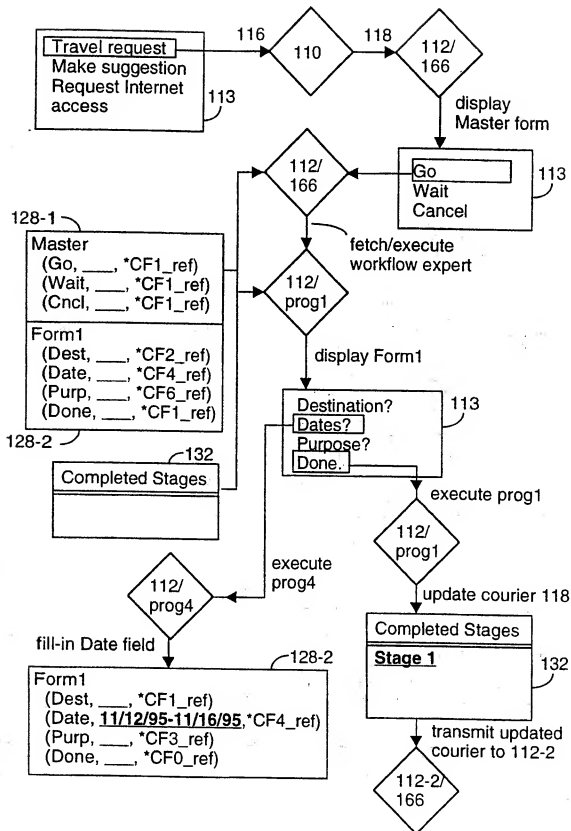 Travel request
Make suggestion
Request Internet
access
113
116
110
118
112/
166
display
Master form
Go
Wait
Cancel
113
112/
166
fetch/execute
workflow expert
128-1
Master
(Go, ___, *CF1_ref)
(Wait, ___, *CF1_ref)
(Cncl, ___, *CF1_ref)
Form1
(Dest, ___, *CF2_ref)
(Date, ___, *CF4_ref)
(Purp, ___, *CF6_ref)
(Done, ___, *CF1_ref)
128-2
112/
prog1
display Form1
Destination?
Dates?
Purpose?
Done.
113
132
Completed Stages
execute prog1
112/
prog1
execute
prog4
112/
prog4
update courier 118
Completed Stages
Stage 1
132
fill-in Date field
128-2
Form1
(Dest, ___, *CF1_ref)
(Date, 11/12/95-11/16/95,*CF4_ref)
(Purp, ___, *CF3_ref)
(Done, ___, *CF0_ref)
transmit updated
courier to 112-2
112-2/
166